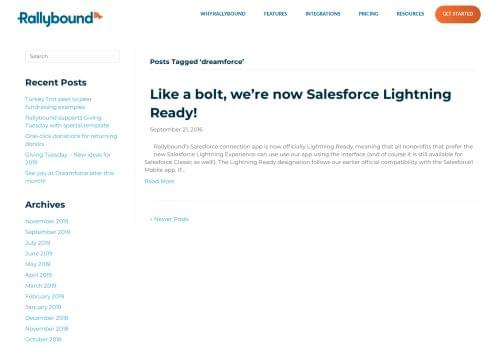 Rallybound
WHY RALLYBOUND
FEATURES
INTEGRATIONS
PRICING
RESOURCES
GET STARTED
Search
Recent Posts
Turkey Trot peer to peer
fundraising examples
Rallybound supports Giving
Tuesday with special template
One-click donations for returning
donors
Giving Tuesday – New ideas for
2019
See you at Dreamforce later this
month!
Archives
November 2019
September 2019
July 2019
June 2019
May 2019
April 2019
March 2019
February 2019
January 2019
December 2018
November 2018
October 2018
Posts Tagged ‘dreamforce’
Like a bolt, we’re now Salesforce Lightning
Ready!
September 21, 2016
Rallybound's Salesforce connection app is now officially Lightning Ready, meaning that all nonprofits that prefer the
new Salesforce Lightning Experience can use use our app using the interface (and of course it is still available for
Salesforce Classic as well!). The Lightning Ready designation follows our earlier official compatibility with the Salesforce1
Mobile app. If...
Read More
« Newer Posts